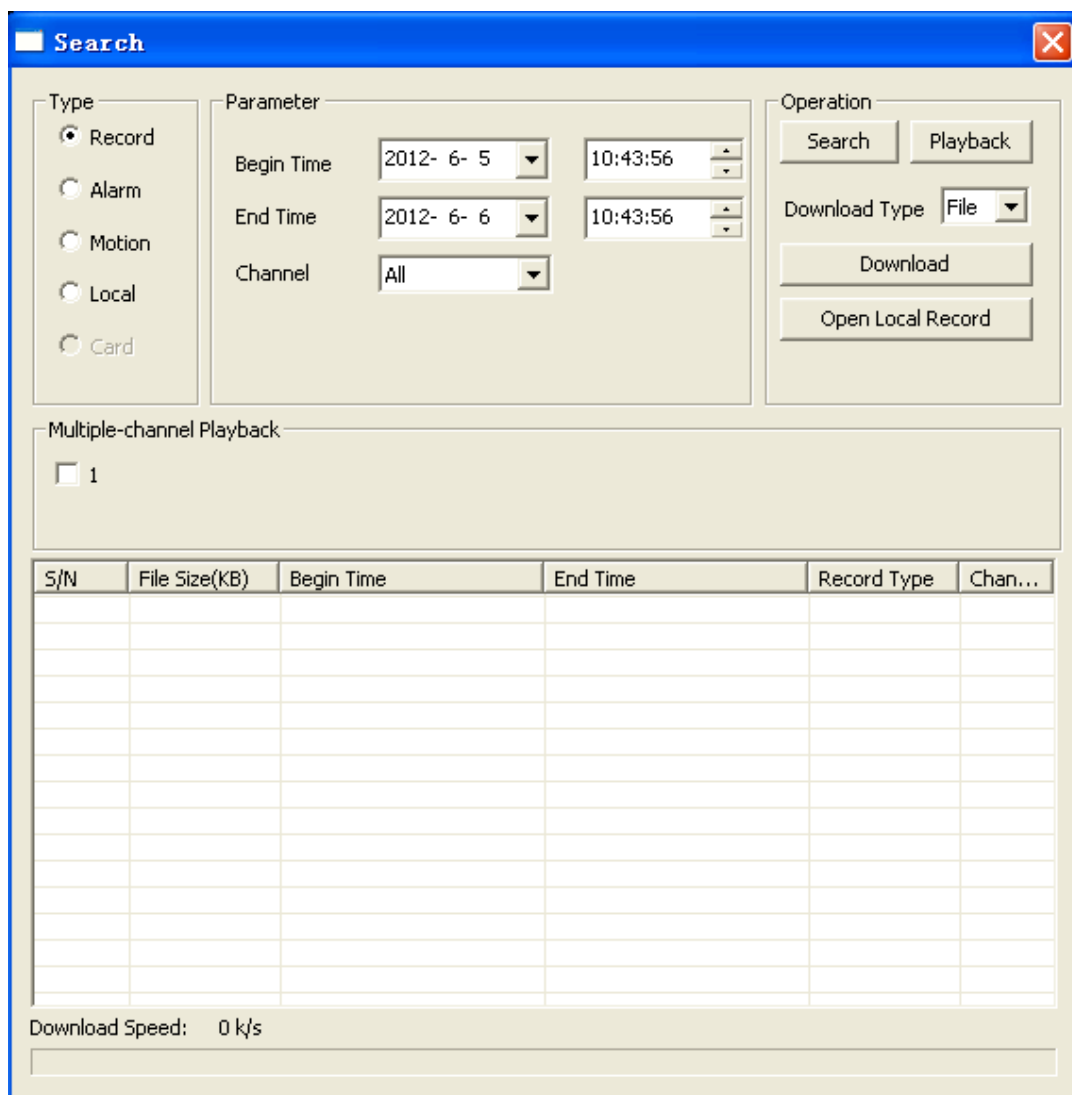 Search
Type
Record
Alarm
Motion
Local
Card
Parameter
Begin Time 2012- 6- 5 10:43:56
End Time 2012- 6- 6 10:43:56
Channel All
Operation
Search Playback
Download Type File
Download
Open Local Record
Multiple-channel Playback
1
S/N File Size(KB) Begin Time End Time Record Type Chan...
Download Speed: 0 k/s